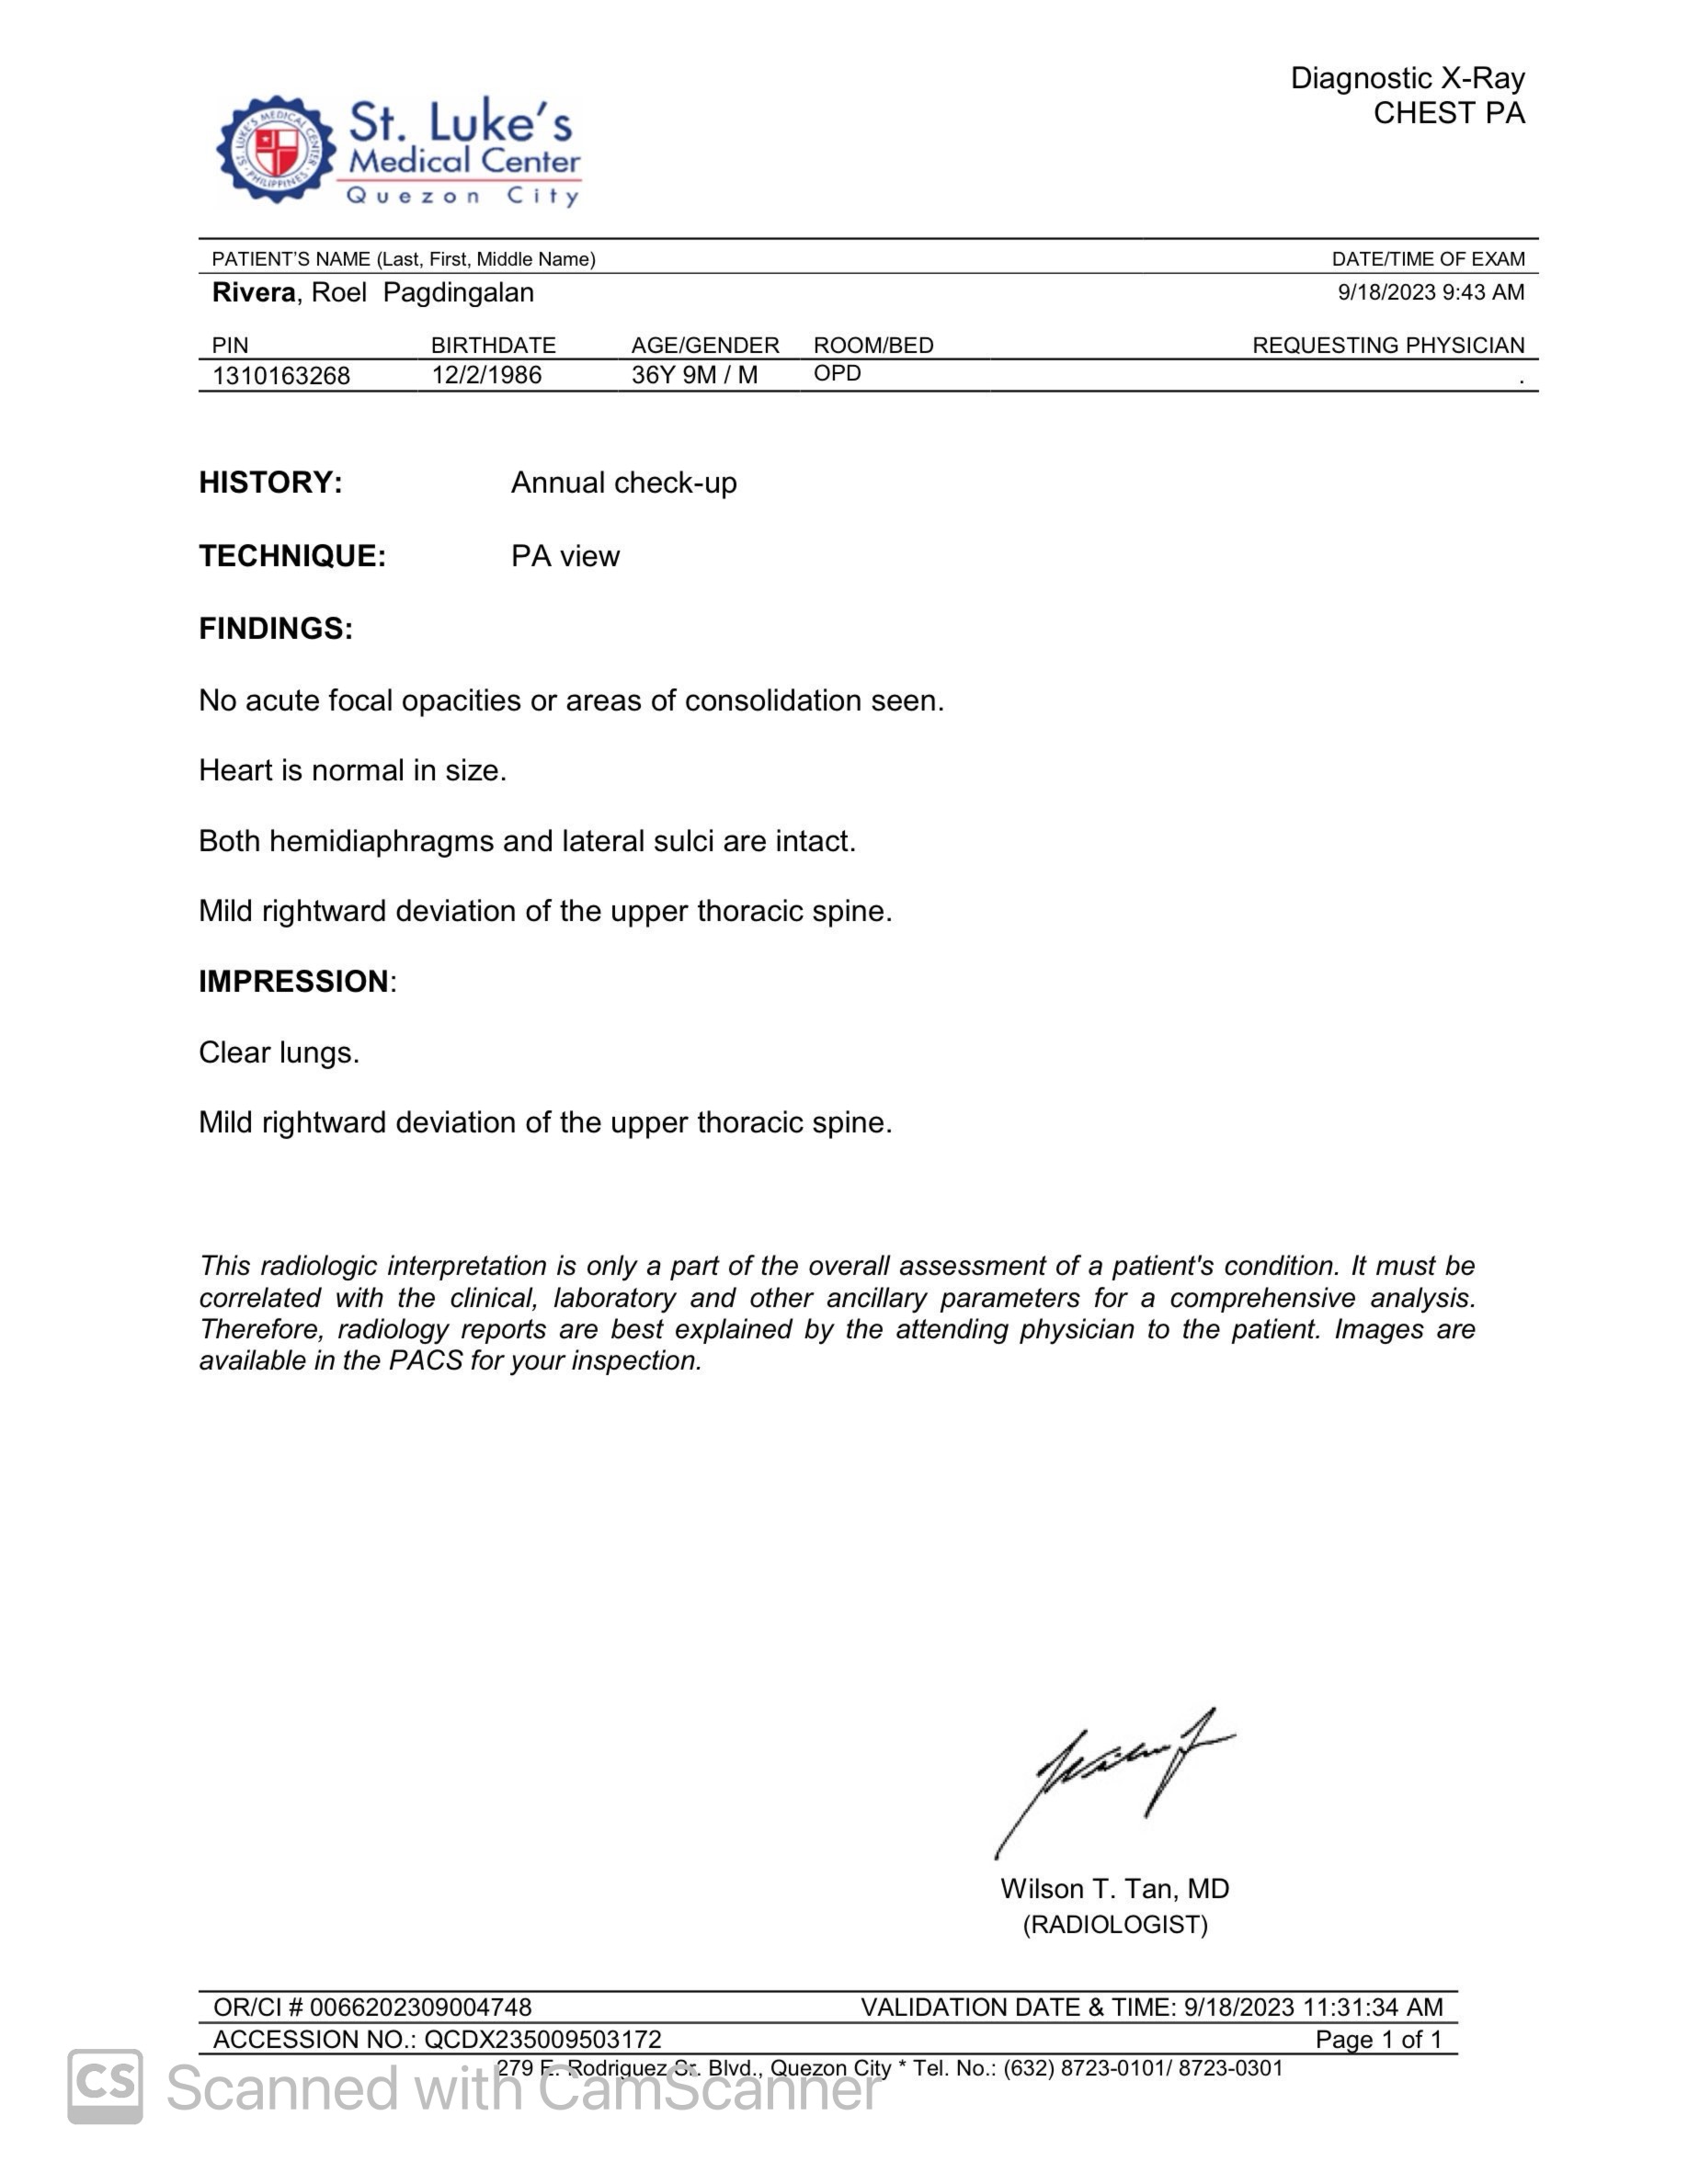 Diagnostic X-Ray
CHEST PA
ST. LUKE'S MEDICAL CENTER
PHILIPPINES
St. Luke's
Medical Center
Quezon City
PATIENT'S NAME (Last, First, Middle Name) DATE/TIME OF EXAM
Rivera, Roel Pagdingalan 9/18/2023 9:43 AM
PIN BIRTHDATE AGE/GENDER ROOM/BED REQUESTING PHYSICIAN
1310163268 12/2/1986 36Y 9M / M OPD .
HISTORY: Annual check-up
TECHNIQUE: PA view
FINDINGS:
No acute focal opacities or areas of consolidation seen.
Heart is normal in size.
Both hemidiaphragms and lateral sulci are intact.
Mild rightward deviation of the upper thoracic spine.
IMPRESSION:
Clear lungs.
Mild rightward deviation of the upper thoracic spine.
This radiologic interpretation is only a part of the overall assessment of a patient's condition. It must be
correlated with the clinical, laboratory and other ancillary parameters for a comprehensive analysis.
Therefore, radiology reports are best explained by the attending physician to the patient. Images are
available in the PACS for your inspection.
Wilson T. Tan, MD
(RADIOLOGIST)
OR/CI # 0066202309004748 VALIDATION DATE & TIME: 9/18/2023 11:31:34 AM
ACCESSION NO.: QCDX235009503172 Page 1 of 1
279 E. Rodriguez Sr. Blvd., Quezon City * Tel. No.: (632) 8723-0101/ 8723-0301
CS Scanned with CamScanner